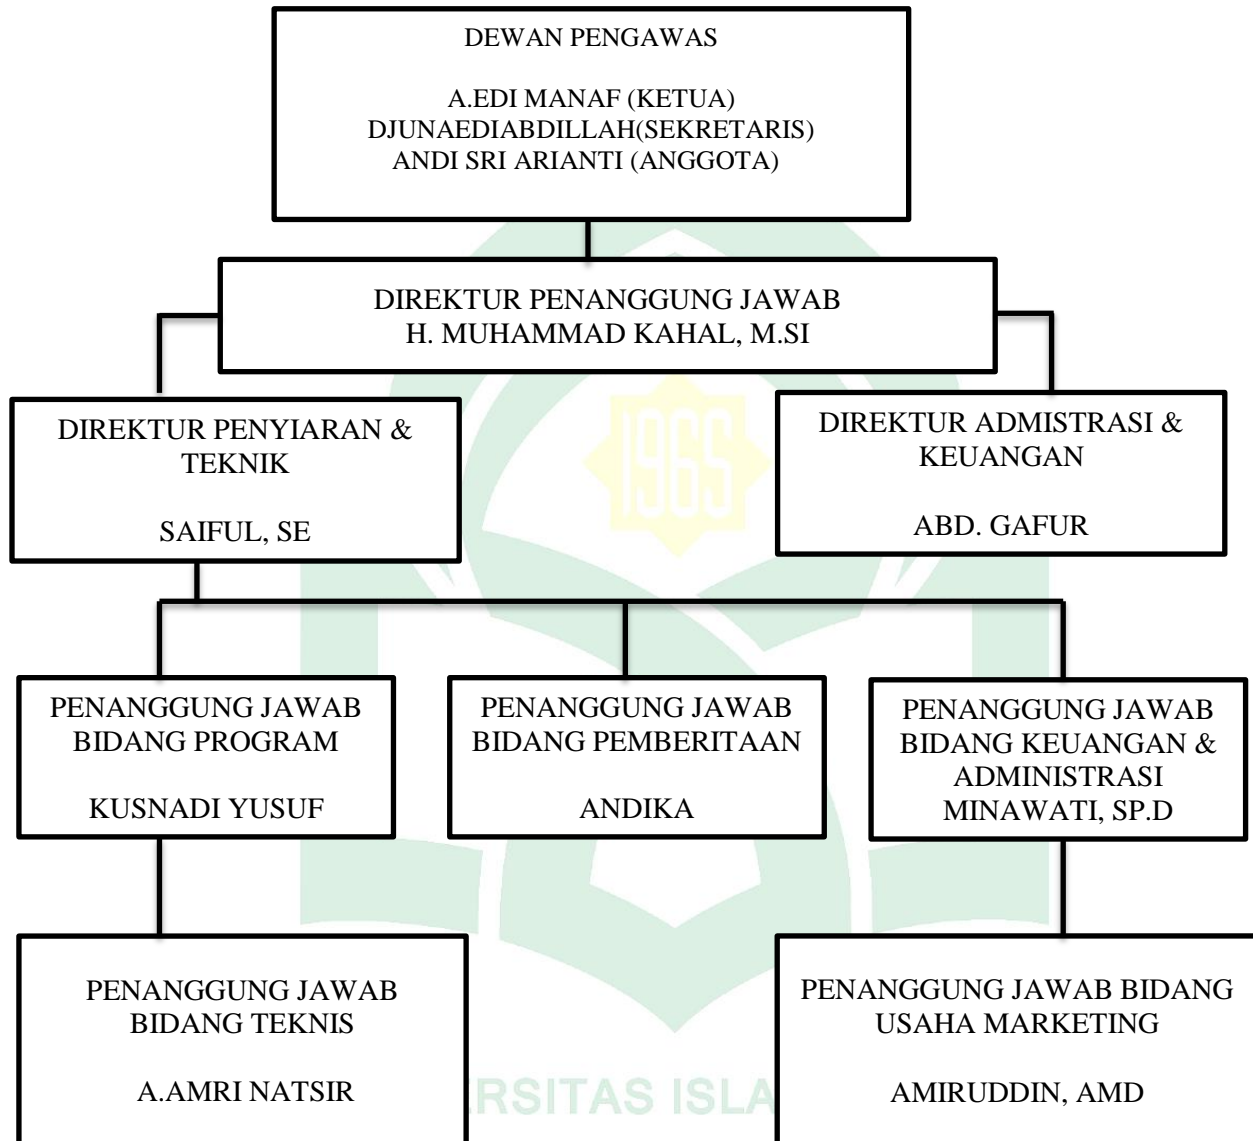 DEWAN PENGAWAS
A.EDI MANAF (KETUA)
DJUNAEDIABDILLAH(SEKRETARIS)
ANDI SRI ARIANTI (ANGGOTA)
DIREKTUR PENANGGUNG JAWAB
H. MUHAMMAD KAHAL, M.SI
DIREKTUR PENYIARAN &
TEKNIK
SAIFUL, SE
DIREKTUR ADMISTRASI &
KEUANGAN
ABD. GAFUR
1965
PENANGGUNG JAWAB
BIDANG PROGRAM
KUSNADI YUSUF
PENANGGUNG JAWAB
BIDANG PEMBERITAAN
ANDIKA
PENANGGUNG JAWAB
BIDANG KEUANGAN &
ADMINISTRASI
MINAWATI, SP.D
PENANGGUNG JAWAB
BIDANG TEKNIS
A.AMRI NATSIR
PENANGGUNG JAWAB BIDANG
USAHA MARKETING
AMIRUDDIN, AMD
ERSITAS ISLA